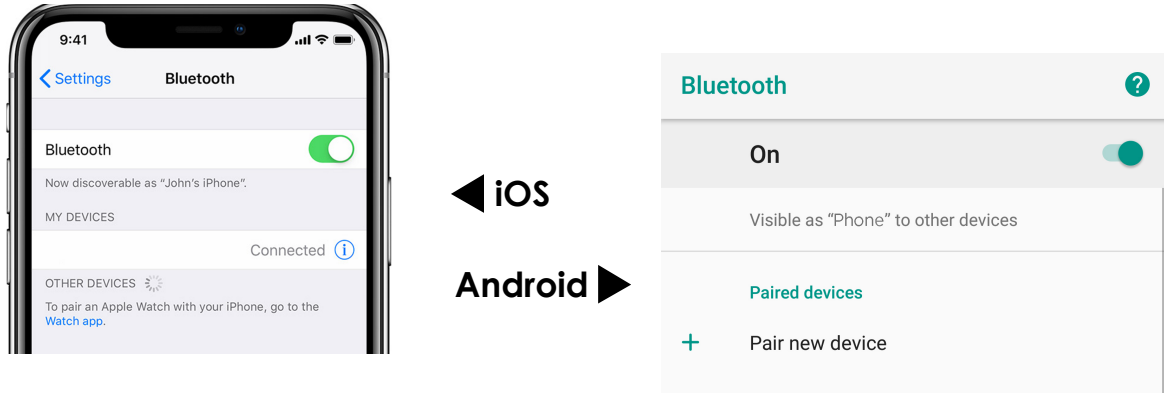 9:41
Settings
Bluetooth
Bluetooth
Now discoverable as “John’s iPhone”.
MY DEVICES
Connected
OTHER DEVICES
To pair an Apple Watch with your iPhone, go to the
Watch app.
iOS
Android
Bluetooth
?
On
Visible as “Phone” to other devices
Paired devices
+ Pair new device